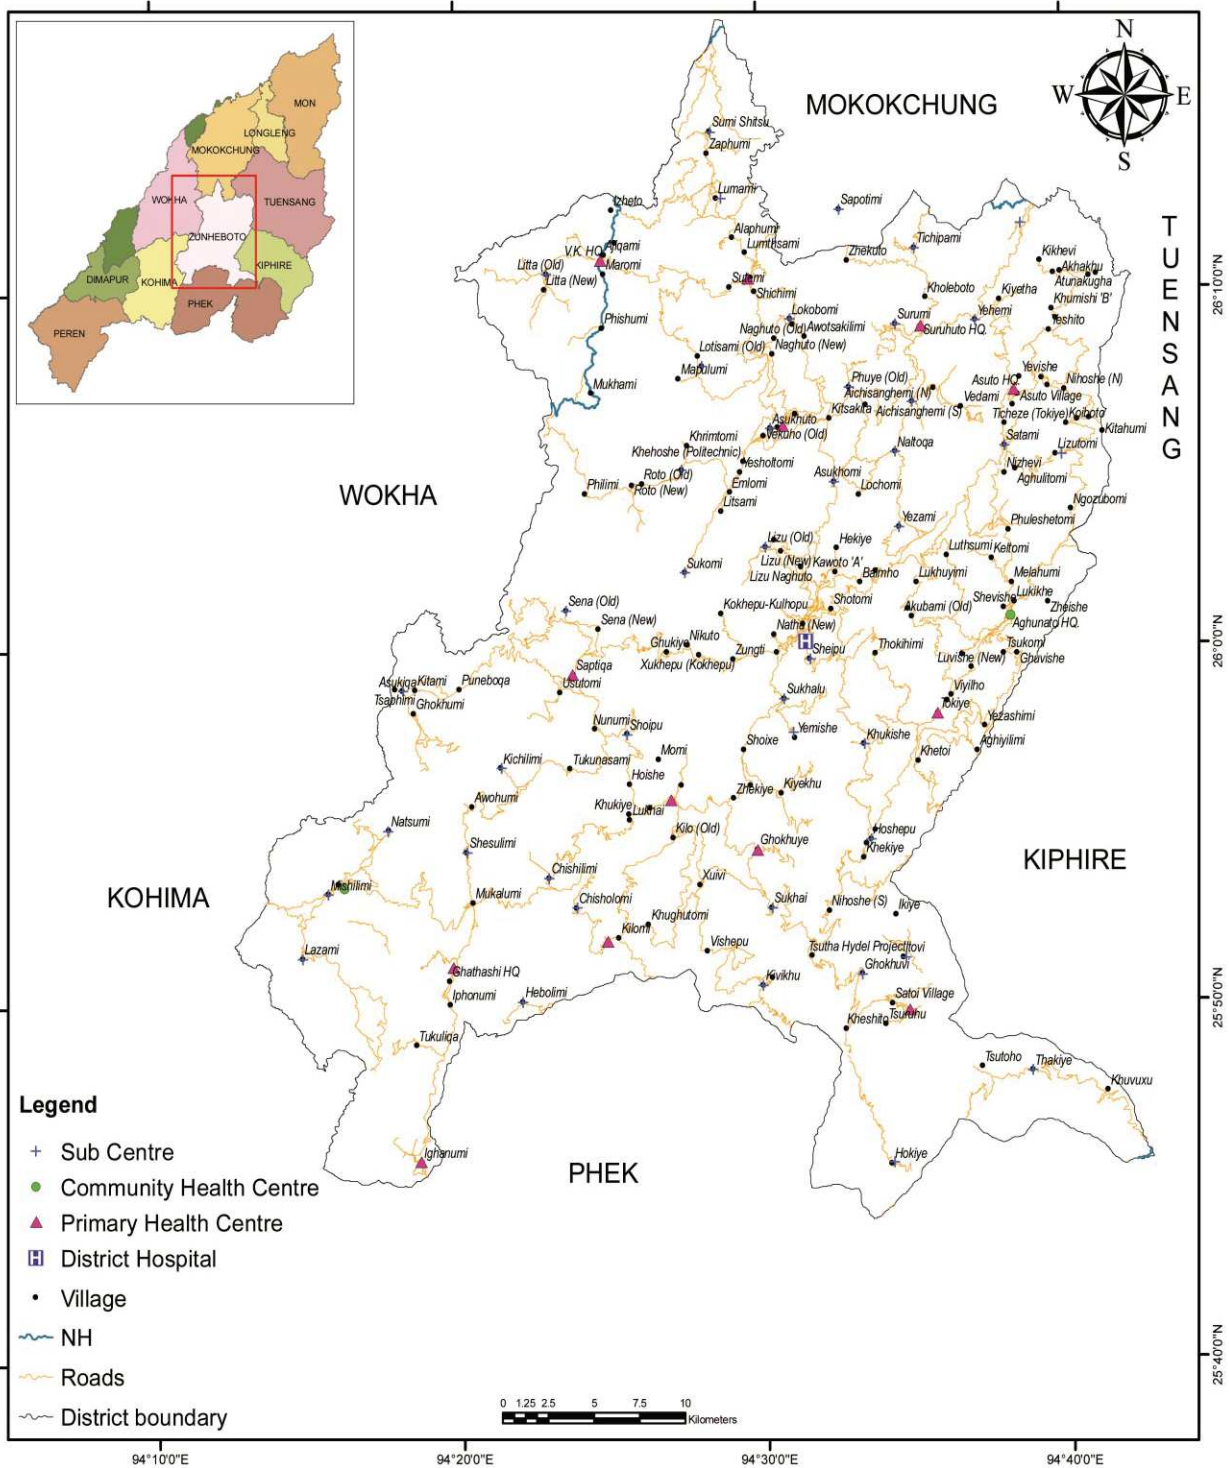 N
W
E
S
MON
LONGLENG
MOKOKCHUNG
WOKHA
TUENSANG
ZUNHEBOTO
KIPHIRE
DIMAPUR
KOHIMA
PHEK
PEREN
MOKOKCHUNG
TUENSANG
WOKHA
KOHIMA
KIPHIRE
PHEK
Sumi Shitsu
Zaphumi
Lumami
Sapotimi
Izheto
Alaphumi
Lumthsami
Zhekuto
Tichipami
V.K. HQ.
Maromi
Litta (Old)
Litta (New)
Kikhevi
Akhakhu
Atunakugha
Khumishi 'B'
Sutemi
Shichimi
Kholeboto
Kiyetha
Yeshito
Phishumi
Lokobomi
Naghuto (Old)
Awotsakilimi
Naghuto (New)
Surumi
Suruhuto HQ.
Yehemi
Lotisami (Old)
Mapulumi
Mukhami
Phuye (Old)
Aichisanghemi (N)
Asuto HQ.
Yevishe
Nihoshe (N)
Vedami
Asuto Village
Kitsakita
Aichisanghemi (S)
Ticheze (Tokiye)
Koiboto
Kitahumi
Asukhuto
Vekuho (Old)
Satami
Lizutomi
Khrimtomi
Khehoshe (Politechnic)
Naltoqa
Yesholtomi
Nizhevi
Aghulitomi
Philimi
Roto (Old)
Roto (New)
Emlomi
Litsami
Asukhomi
Lochomi
Ngozubomi
Yezami
Phuleshetomi
Lizu (Old)
Hekiye
Luthsumi
Keltomi
Sukomi
Lizu (New)
Kawoto 'A'
Lizu Naghuto
Baimho
Lukhuyimi
Melahumi
Lukikhe
Shevishe
Zheishe
Sena (Old)
Kokhepu-Kulhopu
Shotomi
Akubami (Old)
Aghunato HQ.
Sena (New)
Natha (New)
Ghukiye
Nikuto
Zungti
Sheipu
Thokihimi
Tsukomi
Xukhepu (Kokhepu)
Luvishe (New)
Ghuvishe
Saptiqa
Usutomi
Asukiqa
Kitami
Puneboqa
Tsaphimi
Ghokhumi
Sukhalu
Viyilho
Tokiye
Nunumi
Shoipu
Yemishe
Yezashimi
Shoixe
Khukishe
Aghiyilimi
Kichilimi
Tukunasami
Momi
Khetoi
Hoishe
Awohumi
Zhekiye
Kiyekhu
Khukiye
Lukhai
Natsumi
Kilo (Old)
Hoshepu
Shesulimi
Ghokhuye
Khekiye
Chishilimi
Xuivi
Mishilimi
Mukalumi
Chisholomi
Sukhai
Nihoshe (S)
Ikiye
Khughutomi
Kilomi
Lazami
Vishepu
Tsutha Hydel Project
Itovi
Ghathashi HQ
Kivikhu
Ghokhuvi
Iphonumi
Hebolimi
Satoi Village
Tsuruhu
Kheshito
Tukuliqa
Tsutoho
Thakiye
Khuvuxu
Ighanumi
Hokiye
26°10'0"N
26°0'0"N
25°50'0"N
25°40'0"N
Legend
Sub Centre
Community Health Centre
Primary Health Centre
H District Hospital
Village
NH
Roads
District boundary
0 1.25 2.5 5 7.5 10
Kilometers
94°10'0"E
94°20'0"E
94°30'0"E
94°40'0"E